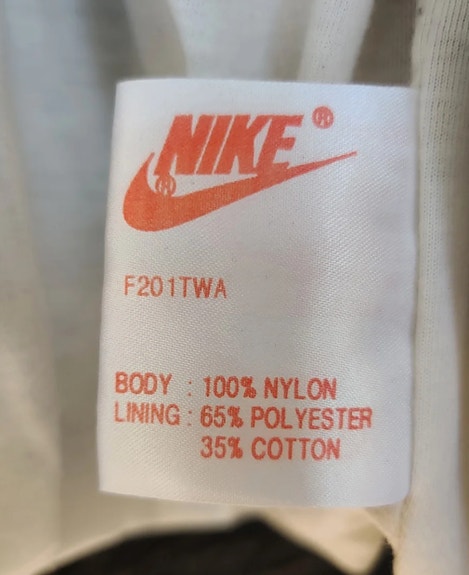 NIKE ®
®
F201TWA
BODY : 100% NYLON
LINING : 65% POLYESTER
35% COTTON